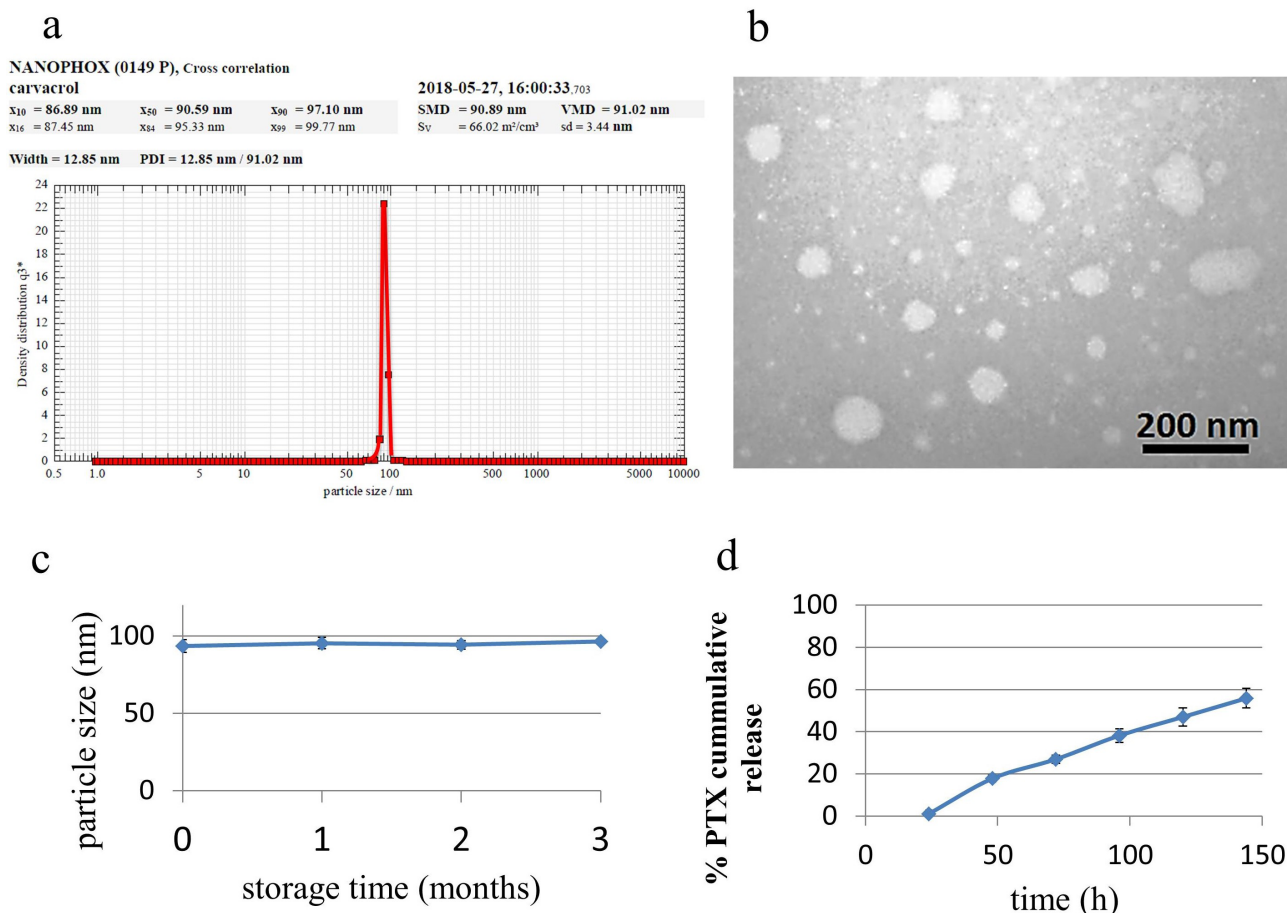 a
NANOPHOX (0149 P), Cross correlation
carvacrol
2018-05-27, 16:00:33,703
x10 = 86.89 nm x50 = 90.59 nm x90 = 97.10 nm SMD = 90.89 nm VMD = 91.02 nm
x16 = 87.45 nm x84 = 95.33 nm x99 = 99.77 nm Sv = 66.02 m²/cm³ sd = 3.44 nm
Width = 12.85 nm PDI = 12.85 nm / 91.02 nm
Density distribution q3*
24
22
20
18
16
14
12
10
8
6
4
2
0
0.5 1.0 5 10 50 100 500 1000 5000 10000
particle size / nm
b
200 nm
c
particle size (nm)
100
50
0
0 1 2 3
storage time (months)
d
% PTX cummulative
release
100
80
60
40
20
0
0 50 100 150
time (h)